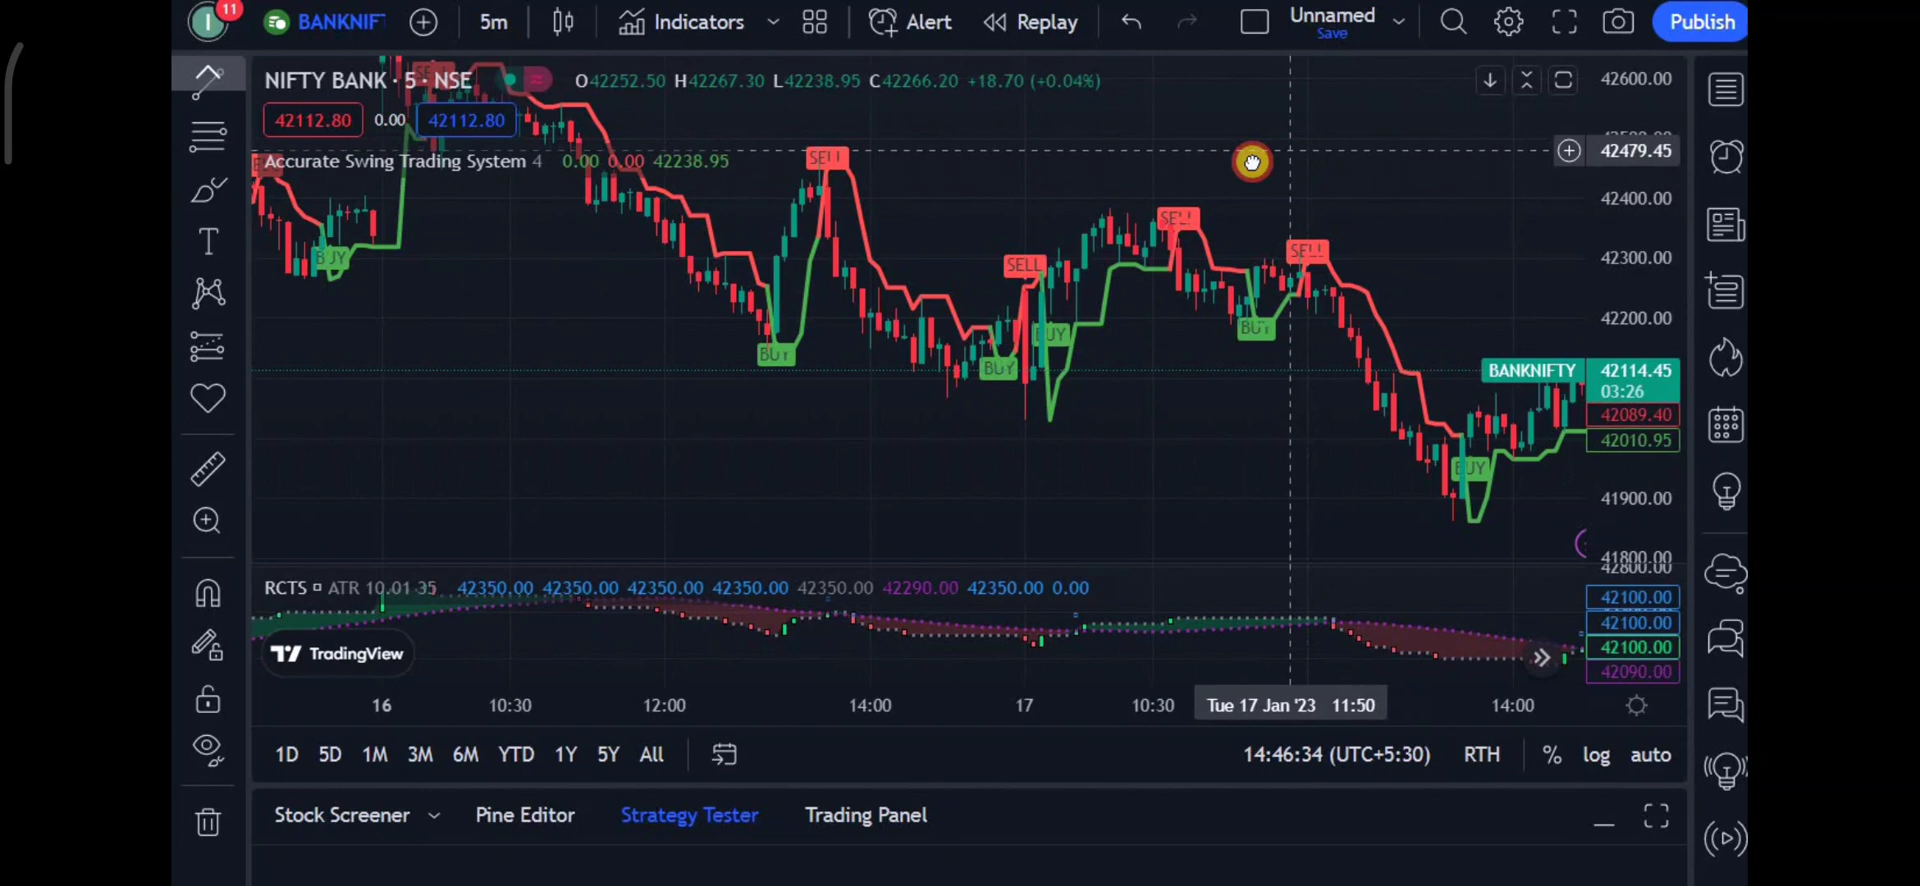 I
11
BANKNIF
5m
Indicators
Alert
Replay
Unnamed
Save
Publish
NIFTY BANK · 5 · NSE
O42252.50 H42267.30 L42238.95 C42266.20 +18.70 (+0.04%)
42112.80
0.00
42112.80
Accurate Swing Trading System 4 0.00 0.00 42238.95
42600.00
42479.45
42400.00
42300.00
42200.00
BANKNIFTY
42114.45
03:26
42089.40
42010.95
41900.00
41800.00
42800.00
SELL
SELL
SELL
SELL
BUY
BUY
BUY
BUY
BUY
BUY
RCTS ATR 10 01 35 42350.00 42350.00 42350.00 42350.00 42350.00 42290.00 42350.00 0.00
42100.00
42100.00
42100.00
42090.00
TradingView
16
10:30
12:00
14:00
17
10:30
Tue 17 Jan '23 11:50
14:00
1D 5D 1M 3M 6M YTD 1Y 5Y All
14:46:34 (UTC+5:30)
RTH
%
log
auto
Stock Screener
Pine Editor
Strategy Tester
Trading Panel